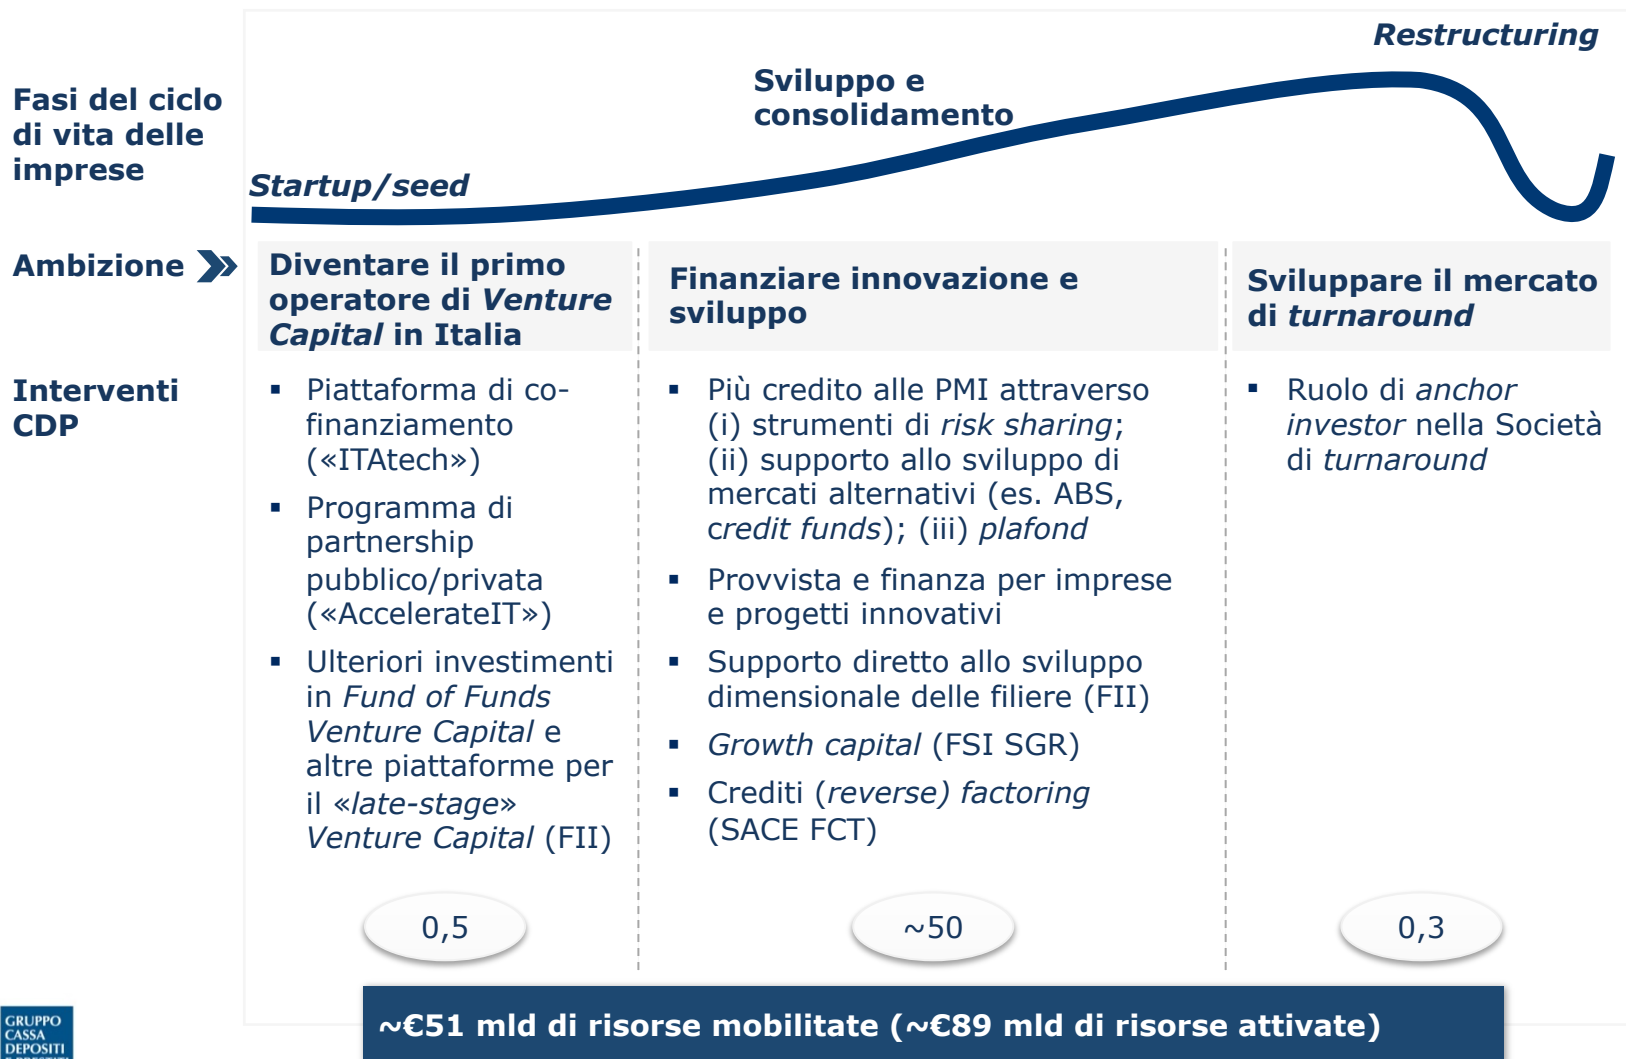 Restructuring
Sviluppo e
consolidamento
Fasi del ciclo
di vita delle
imprese
Startup/seed
Ambizione
Diventare il primo
operatore di Venture
Capital in Italia
Finanziare innovazione e
sviluppo
Sviluppare il mercato
di turnaround
Interventi
CDP
▪ Piattaforma di co-
finanziamento
(«ITAtech»)
▪ Programma di
partnership
pubblico/privata
(«AccelerateIT»)
▪ Ulteriori investimenti
in Fund of Funds
Venture Capital e
altre piattaforme per
il «late-stage»
Venture Capital (FII)
▪ Più credito alle PMI attraverso
(i) strumenti di risk sharing;
(ii) supporto allo sviluppo di
mercati alternativi (es. ABS,
credit funds); (iii) plafond
▪ Provvista e finanza per imprese
e progetti innovativi
▪ Supporto diretto allo sviluppo
dimensionale delle filiere (FII)
▪ Growth capital (FSI SGR)
▪ Crediti (reverse) factoring
(SACE FCT)
▪ Ruolo di anchor
investor nella Società
di turnaround
0,5
~50
0,3
~€51 mld di risorse mobilitate (~€89 mld di risorse attivate)
GRUPPO
CASSA
DEPOSITI
E PRESTITI